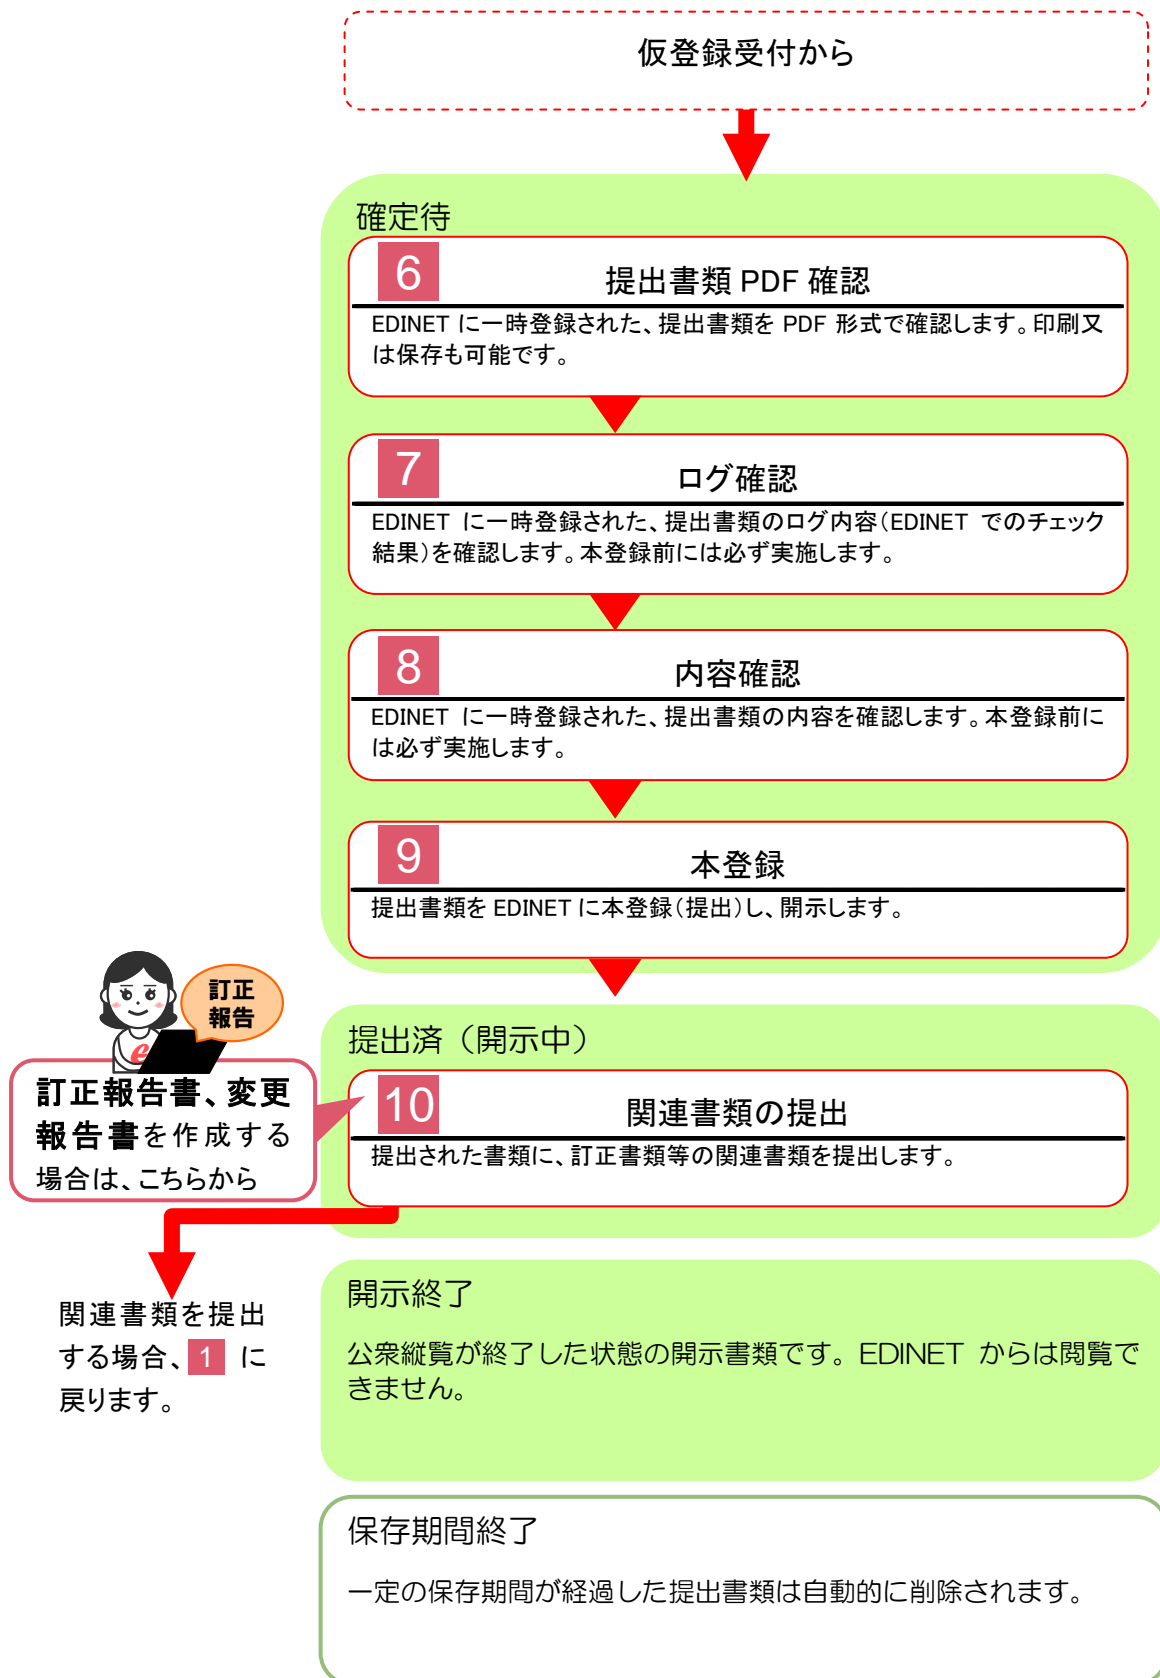 仮登録受付から
確定待
6
提出書類 PDF 確認
EDINET に一時登録された、提出書類を PDF 形式で確認します。印刷又
は保存も可能です。
7
ログ確認
EDINET に一時登録された、提出書類のログ内容（EDINET でのチェック
結果）を確認します。本登録前には必ず実施します。
8
内容確認
EDINET に一時登録された、提出書類の内容を確認します。本登録前に
は必ず実施します。
9
本登録
提出書類を EDINET に本登録（提出）し、開示します。
訂正
報告
e
訂正報告書、変更
報告書を作成する
場合は、こちらから
提出済（開示中）
10
関連書類の提出
提出された書類に、訂正書類等の関連書類を提出します。
関連書類を提出
する場合、 1 に
戻ります。
開示終了
公衆縦覧が終了した状態の開示書類です。EDINET からは閲覧で
きません。
保存期間終了
一定の保存期間が経過した提出書類は自動的に削除されます。